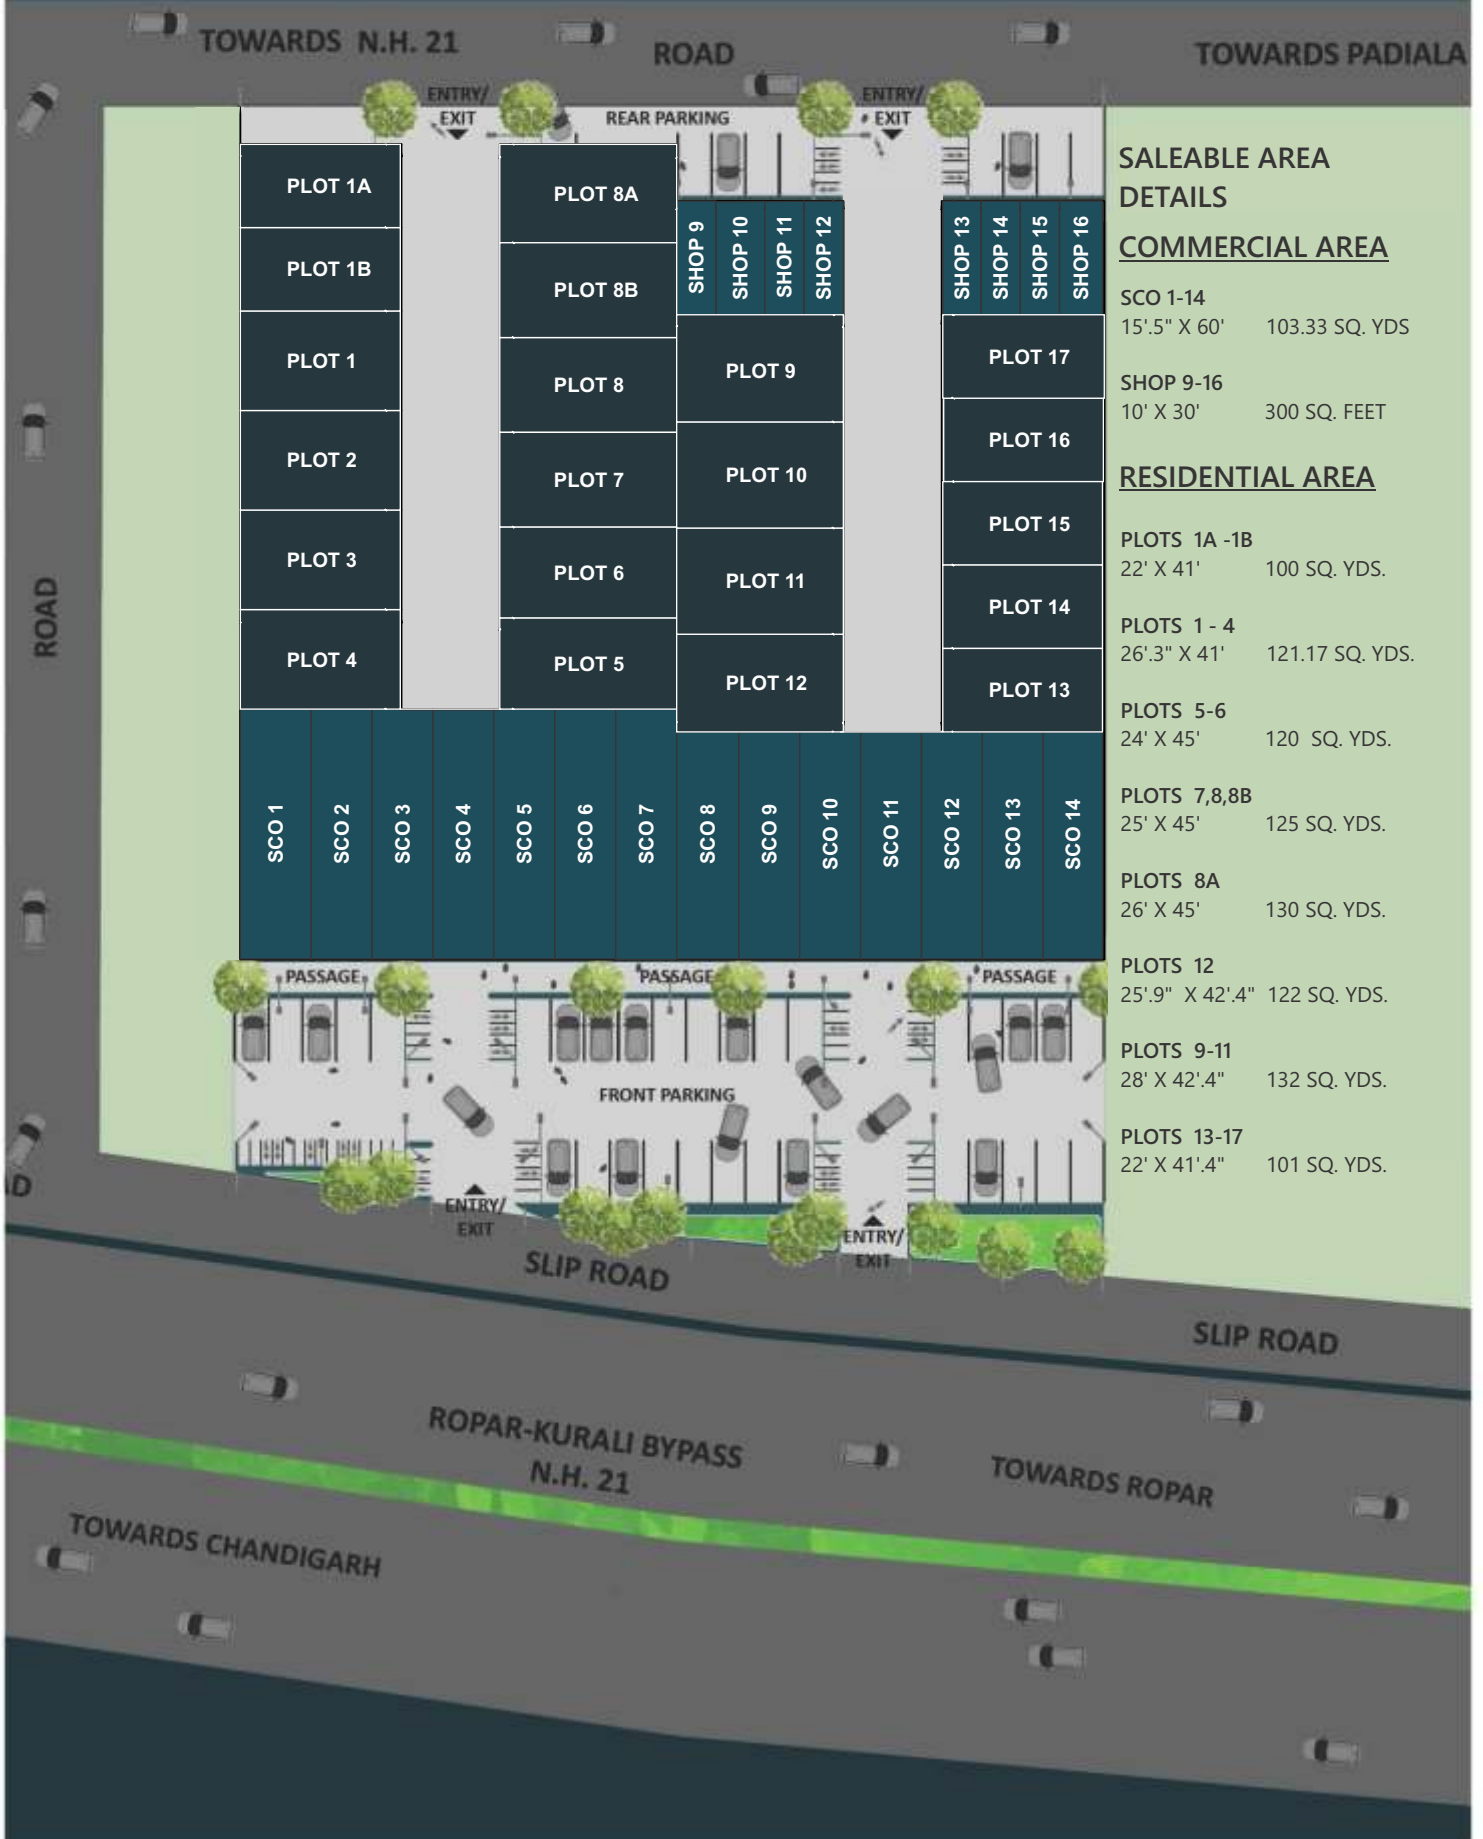 TOWARDS N.H. 21
ROAD
TOWARDS PADIALA
ENTRY/
EXIT
REAR PARKING
ENTRY/
EXIT
PLOT 1A
PLOT 1B
PLOT 1
PLOT 2
PLOT 3
PLOT 4
PLOT 8A
PLOT 8B
PLOT 8
PLOT 7
PLOT 6
PLOT 5
SHOP 9
SHOP 10
SHOP 11
SHOP 12
PLOT 9
PLOT 10
PLOT 11
PLOT 12
SHOP 13
SHOP 14
SHOP 15
SHOP 16
PLOT 17
PLOT 16
PLOT 15
PLOT 14
PLOT 13
ROAD
SCO 1
SCO 2
SCO 3
SCO 4
SCO 5
SCO 6
SCO 7
SCO 8
SCO 9
SCO 10
SCO 11
SCO 12
SCO 13
SCO 14
PASSAGE
PASSAGE
PASSAGE
FRONT PARKING
ENTRY/
EXIT
ENTRY/
EXIT
AD
SLIP ROAD
SLIP ROAD
ROPAR-KURALI BYPASS
N.H. 21
TOWARDS ROPAR
TOWARDS CHANDIGARH
SALEABLE AREA
DETAILS
COMMERCIAL AREA
SCO 1-14
15'.5" X 60' 103.33 SQ. YDS
SHOP 9-16
10' X 30' 300 SQ. FEET
RESIDENTIAL AREA
PLOTS 1A -1B
22' X 41' 100 SQ. YDS.
PLOTS 1 - 4
26'.3" X 41' 121.17 SQ. YDS.
PLOTS 5-6
24' X 45' 120 SQ. YDS.
PLOTS 7,8,8B
25' X 45' 125 SQ. YDS.
PLOTS 8A
26' X 45' 130 SQ. YDS.
PLOTS 12
25'.9" X 42'.4" 122 SQ. YDS.
PLOTS 9-11
28' X 42'.4" 132 SQ. YDS.
PLOTS 13-17
22' X 41'.4" 101 SQ. YDS.